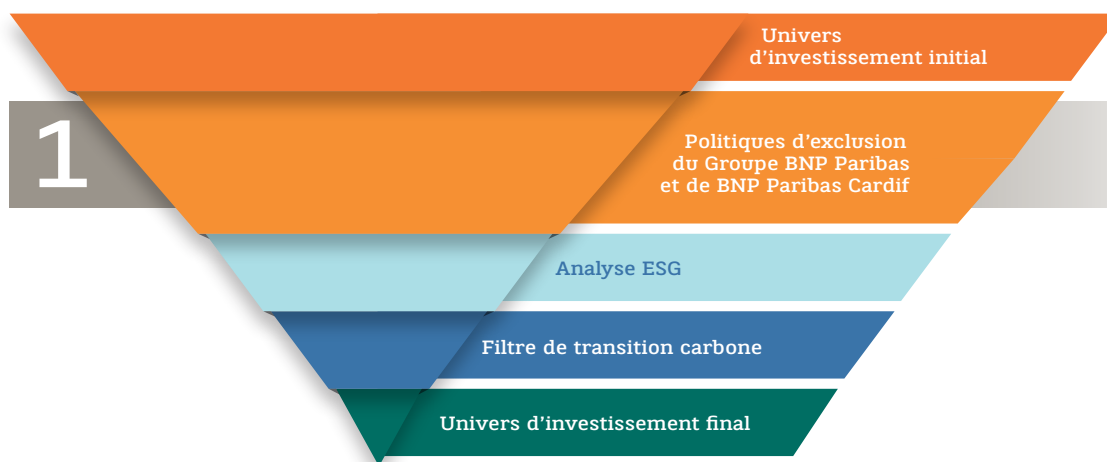 Univers
d'investissement initial
1
Politiques d'exclusion
du Groupe BNP Paribas
et de BNP Paribas Cardif
Analyse ESG
Filtre de transition carbone
Univers d'investissement final